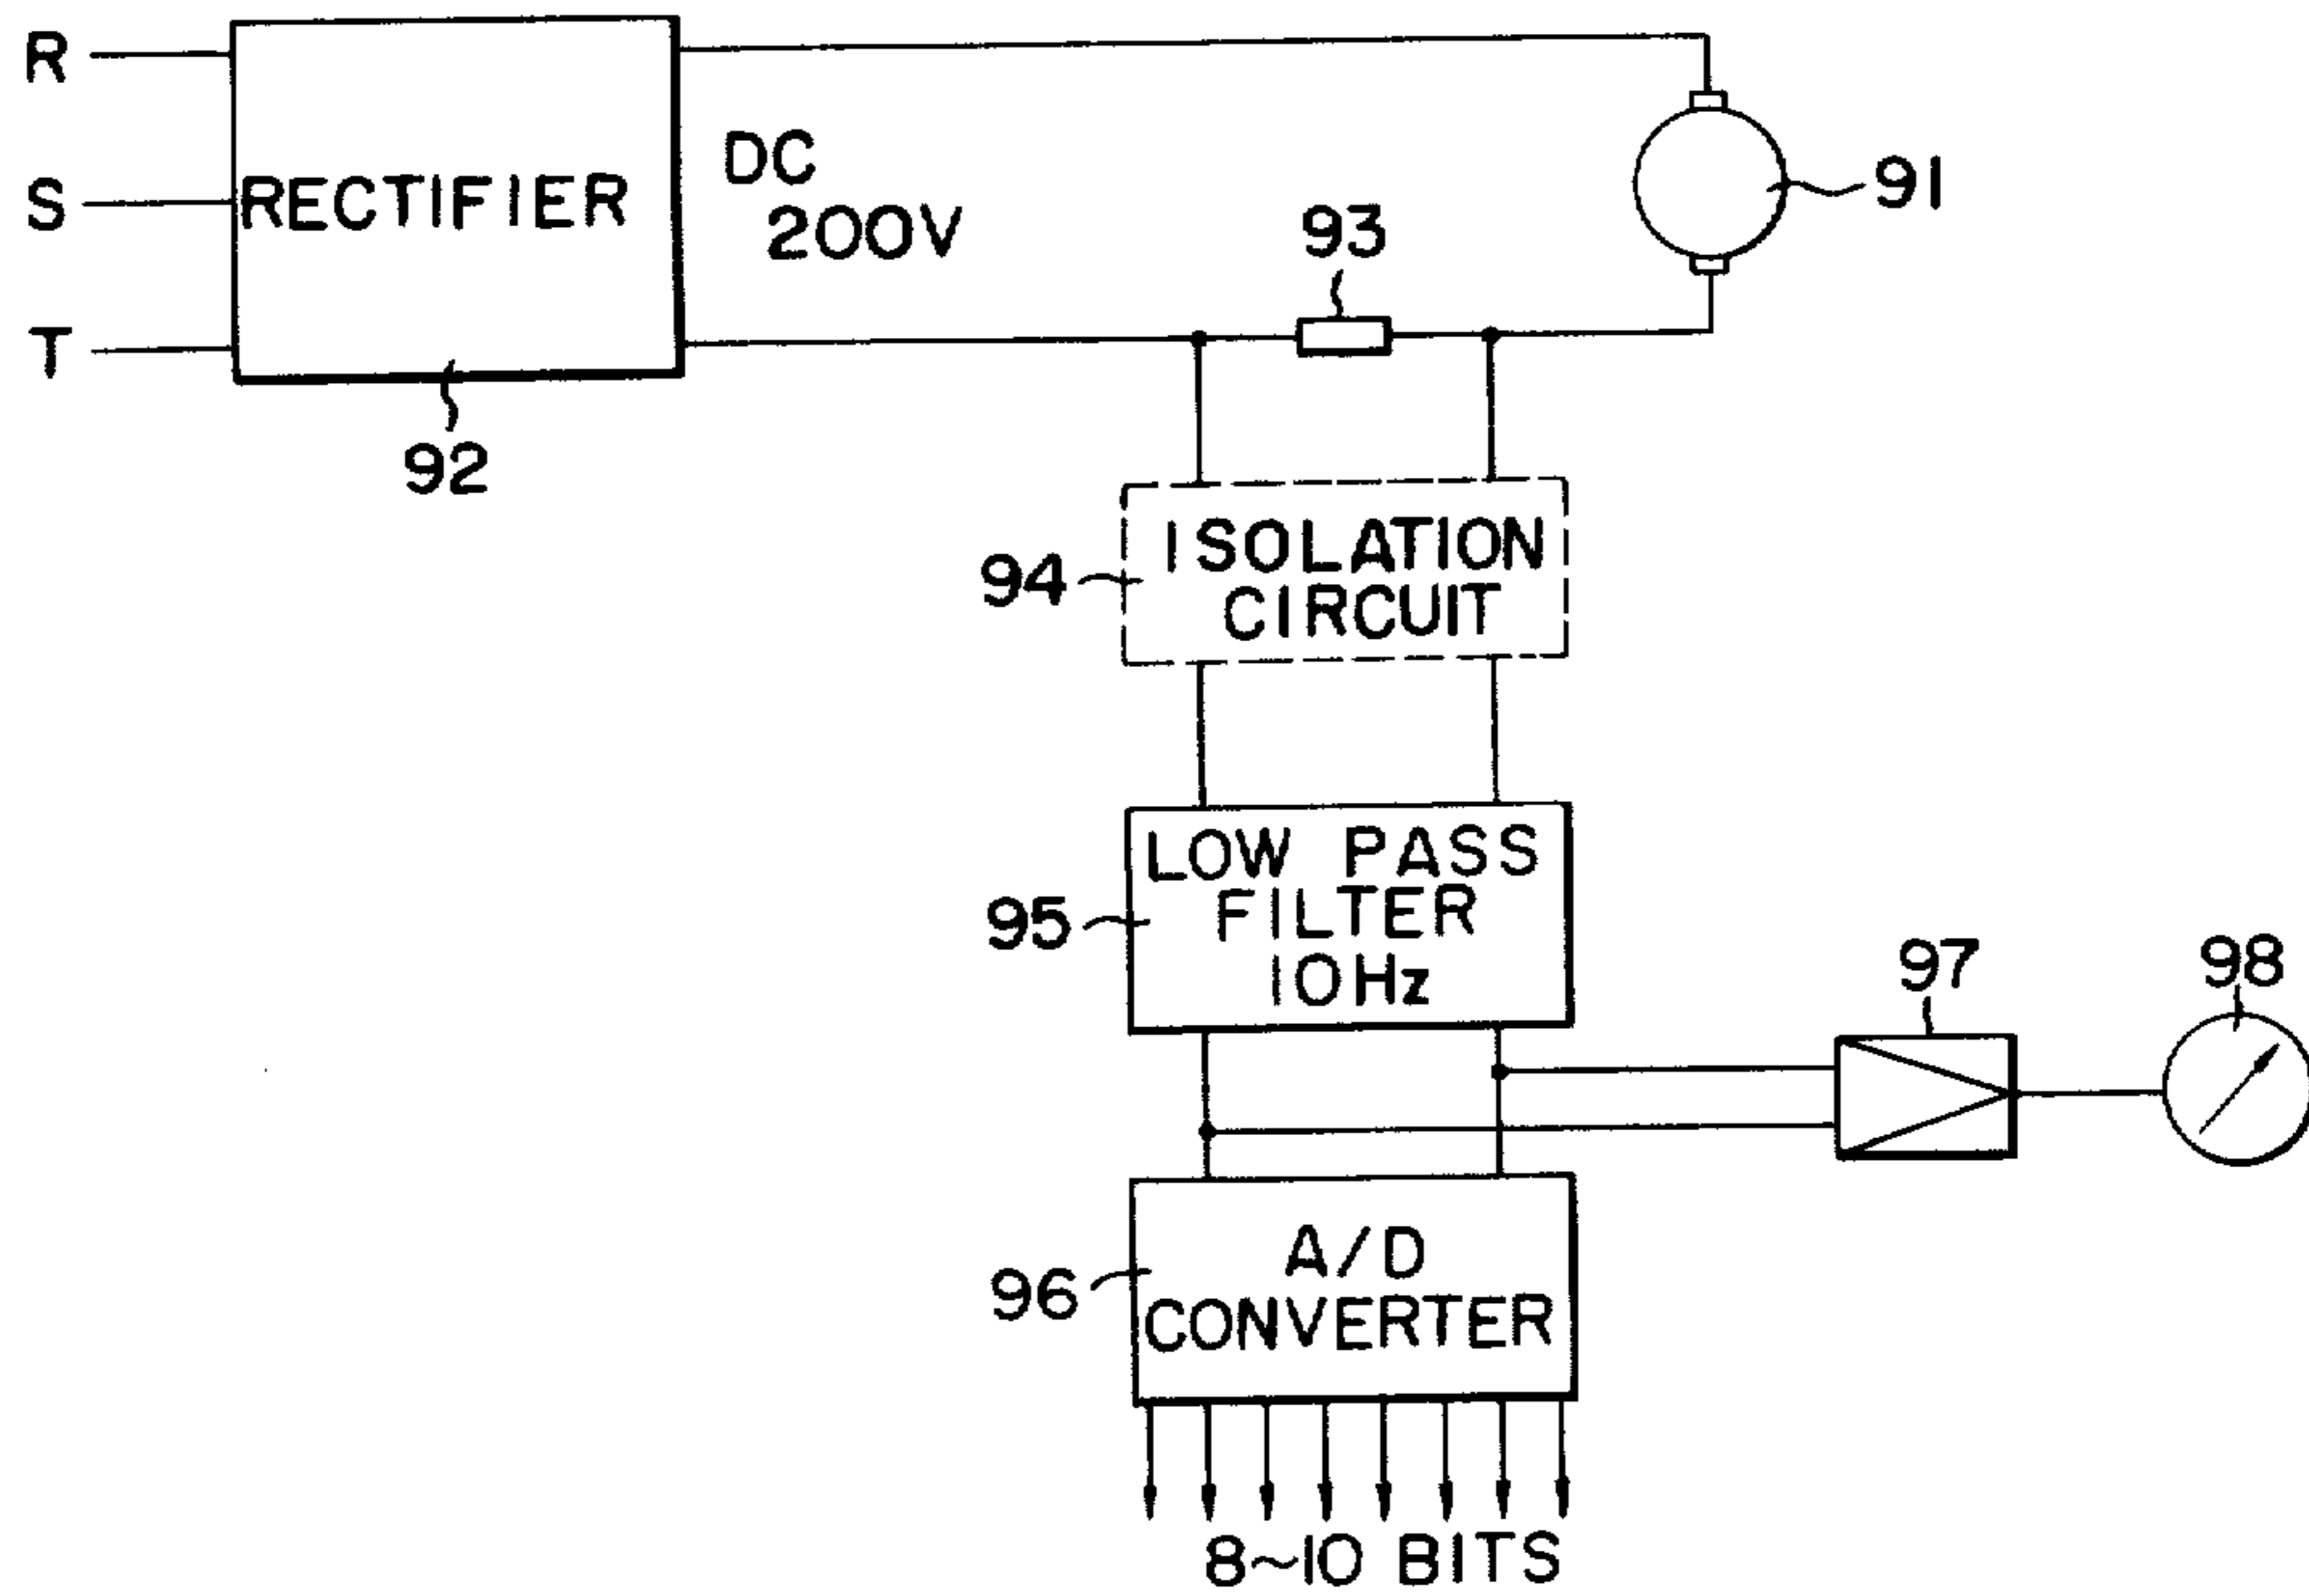 R
S
T
RECTIFIER
92
DC
200V
93
91
94
ISOLATION
CIRCUIT
95
LOW PASS
FILTER
10Hz
97
98
96
A/D
CONVERTER
8~10 BITS